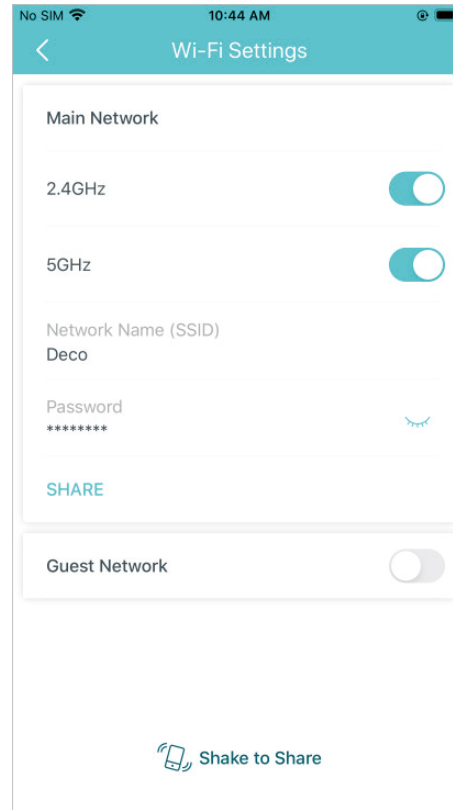 No SIM 10:44 AM
Wi-Fi Settings
Main Network
2.4GHz
5GHz
Network Name (SSID)
Deco
Password
********
SHARE
Guest Network
Shake to Share